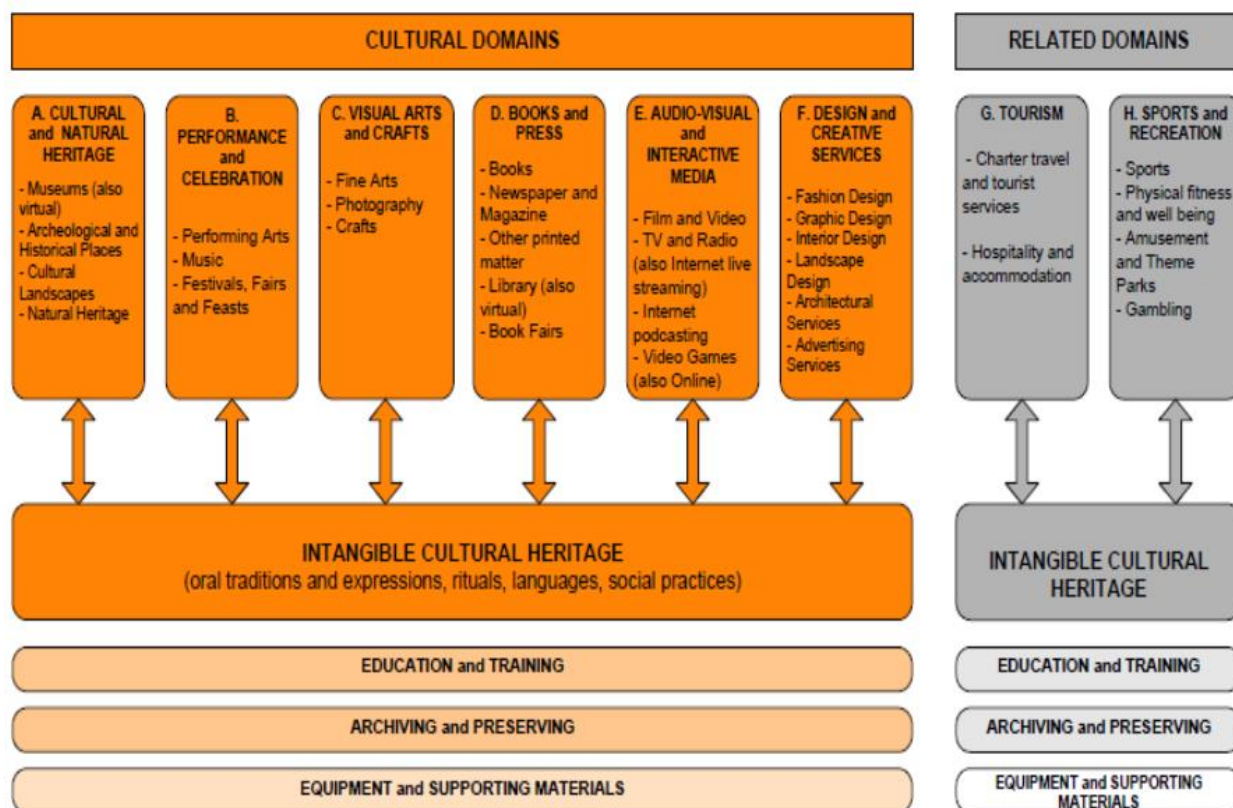 CULTURAL DOMAINS
A. CULTURAL
and NATURAL
HERITAGE
- Museums (also
virtual)
- Archeological and
Historical Places
- Cultural
Landscapes
- Natural Heritage
B.
PERFORMANCE
and
CELEBRATION
- Performing Arts
- Music
- Festivals, Fairs
and Feasts
C. VISUAL ARTS
and CRAFTS
- Fine Arts
- Photography
- Crafts
D. BOOKS and
PRESS
- Books
- Newspaper and
Magazine
- Other printed
matter
- Library (also
virtual)
- Book Fairs
E. AUDIO-VISUAL
and
INTERACTIVE
MEDIA
- Film and Video
- TV and Radio
(also Internet live
streaming)
- Internet
podcasting
- Video Games
(also Online)
F. DESIGN and
CREATIVE
SERVICES
- Fashion Design
- Graphic Design
- Interior Design
- Landscape
Design
- Architectural
Services
- Advertising
Services
INTANGIBLE CULTURAL HERITAGE
(oral traditions and expressions, rituals, languages, social practices)
EDUCATION and TRAINING
ARCHIVING and PRESERVING
EQUIPMENT and SUPPORTING MATERIALS
RELATED DOMAINS
G. TOURISM
- Charter travel
and tourist
services
- Hospitality and
accommodation
H. SPORTS and
RECREATION
- Sports
- Physical fitness
and well being
- Amusement
and Theme
Parks
- Gambling
INTANGIBLE CULTURAL
HERITAGE
EDUCATION and TRAINING
ARCHIVING and PRESERVING
EQUIPMENT and SUPPORTING
MATERIALS